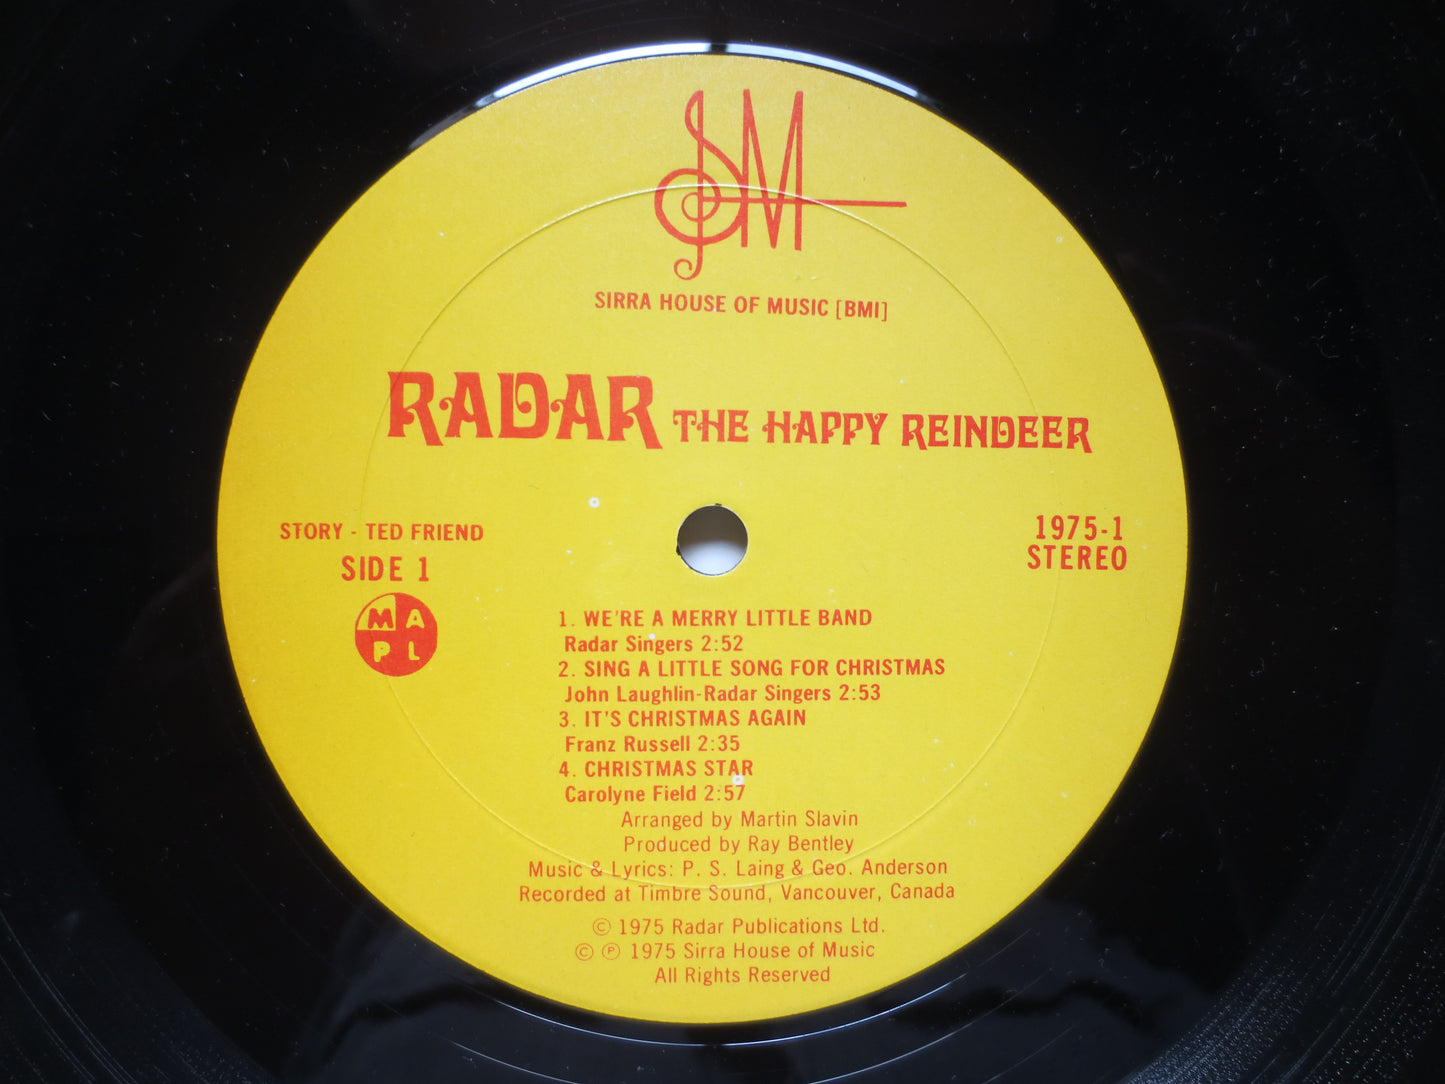 SM
SIRRA HOUSE OF MUSIC [BMI]
RADAR THE HAPPY REINDEER
STORY - TED FRIEND
SIDE 1
1975-1
STEREO
M A
P L
1. WE'RE A MERRY LITTLE BAND
Radar Singers 2:52
2. SING A LITTLE SONG FOR CHRISTMAS
John Laughlin-Radar Singers 2:53
3. IT'S CHRISTMAS AGAIN
Franz Russell 2:35
4. CHRISTMAS STAR
Carolyne Field 2:57
Arranged by Martin Slavin
Produced by Ray Bentley
Music & Lyrics: P. S. Laing & Geo. Anderson
Recorded at Timbre Sound, Vancouver, Canada
© 1975 Radar Publications Ltd.
© ℗ 1975 Sirra House of Music
All Rights Reserved